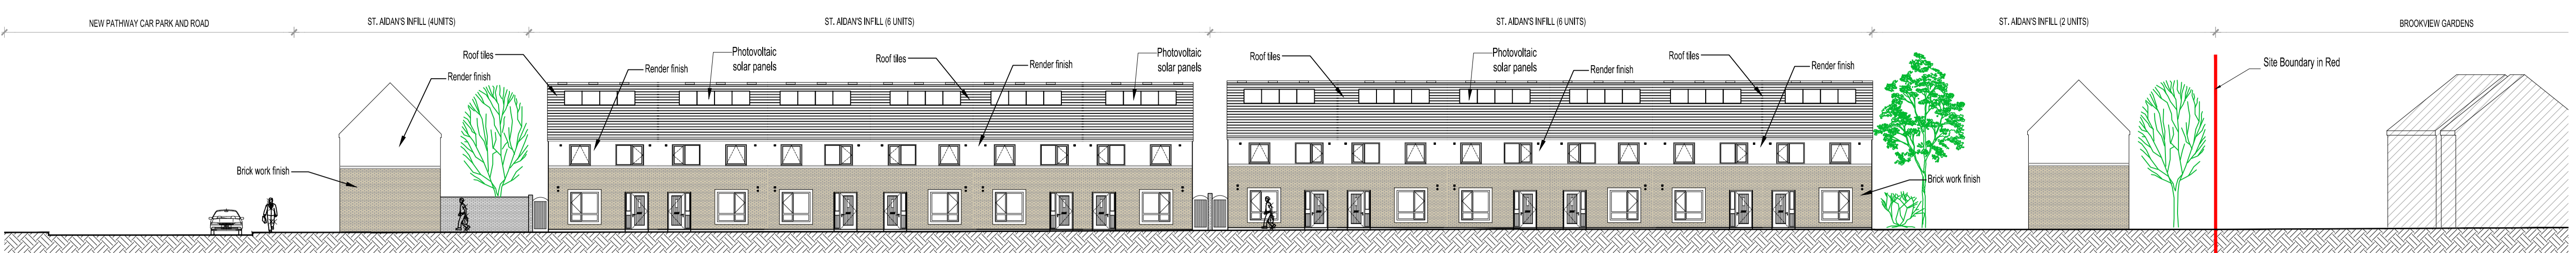 NEW PATHWAY CAR PARK AND ROAD
ST. AIDAN'S INFILL (4UNITS)
ST. AIDAN'S INFILL (6 UNITS)
ST. AIDAN'S INFILL (6 UNITS)
ST. AIDAN'S INFILL (2 UNITS)
BROOKVIEW GARDENS
Roof tiles
Render finish
Render finish
Photovoltaic
solar panels
Roof tiles
Render finish
Photovoltaic
solar panels
Roof tiles
Photovoltaic
solar panels
Render finish
Roof tiles
Render finish
Site Boundary in Red
Brick work finish
Brick work finish